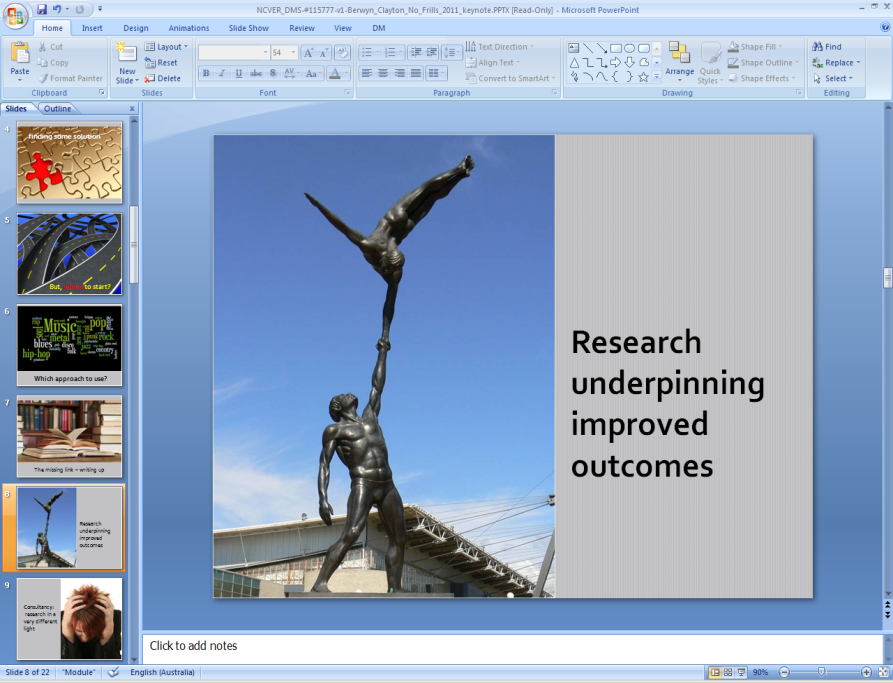 NCVER_DMS-#115777-v1-Berwyn_Clayton_No_Frills_2011_keynote.PPTX [Read-Only] - Microsoft PowerPoint
Home Insert Design Animations Slide Show Review View DM
Paste
Cut
Copy
Format Painter
Clipboard
New
Slide
Layout
Reset
Delete
Slides
54
Font
Text Direction
Align Text
Convert to SmartArt
Paragraph
Arrange
Quick
Styles
Shape Fill
Shape Outline
Shape Effects
Drawing
Find
Replace
Select
Editing
Slides Outline
4
Finding some solution
5
But, where to start?
6
Music
pop
metal
rock
blues
folk
country
hip-hop
Which approach to use?
7
The missing link – writing up
8
Research
underpinning
improved
outcomes
9
Consultancy:
research in a
very different
light
Research
underpinning
improved
outcomes
Click to add notes
Slide 8 of 22 "Module" English (Australia) 90%